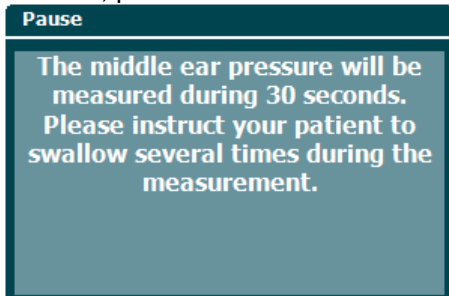 Pause
The middle ear pressure will be
measured during 30 seconds.
Please instruct your patient to
swallow several times during the
measurement.